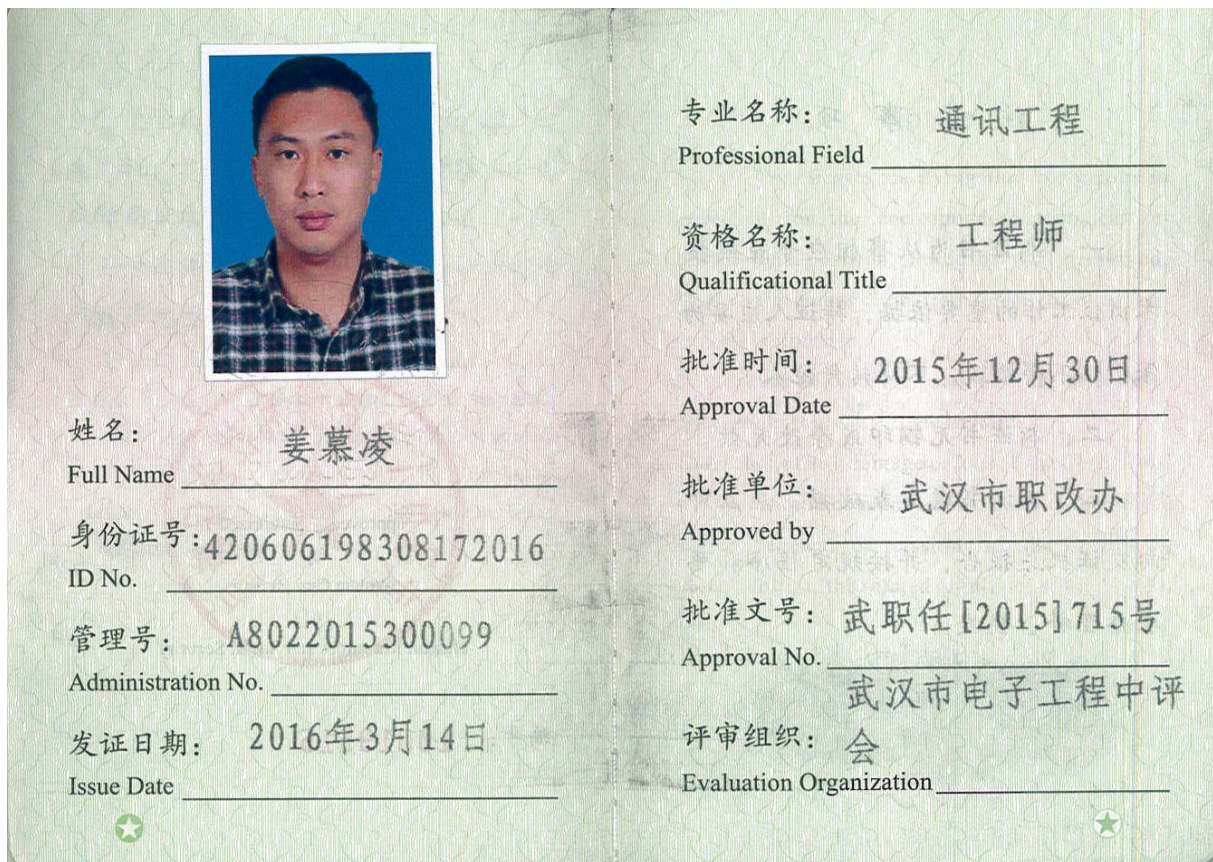 姓名：
姜慕凌
Full Name
身份证号：
420606198308172016
ID No.
管理号：
A8022015300099
Administration No.
发证日期：
2016年3月14日
Issue Date
专业名称：
通讯工程
Professional Field
资格名称：
工程师
Qualificational Title
批准时间：
2015年12月30日
Approval Date
批准单位：
武汉市职改办
Approved by
批准文号：
武职任[2015]715号
Approval No.
武汉市电子工程中评
评审组织：
会
Evaluation Organization